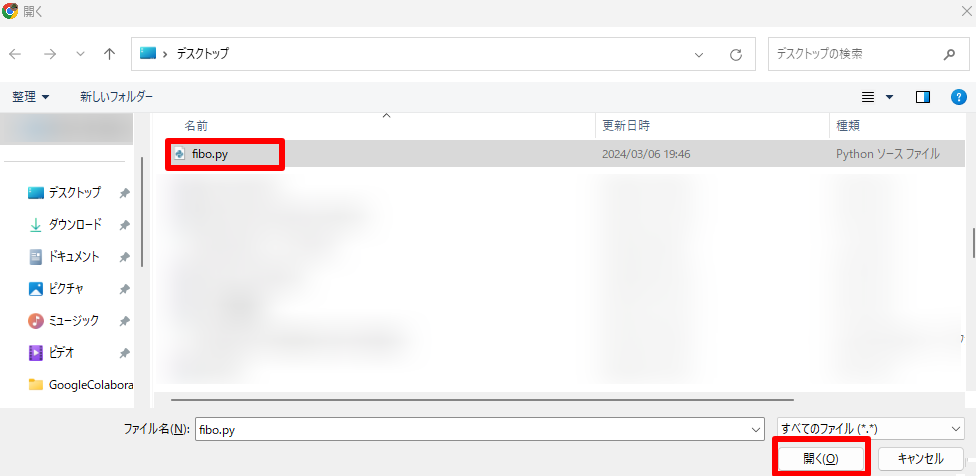 開く
デスクトップ
デスクトップの検索
整理
新しいフォルダー
名前 更新日時 種類
fibo.py 2024/03/06 19:46 Python ソース ファイル
デスクトップ
ダウンロード
ドキュメント
ピクチャ
ミュージック
ビデオ
GoogleColabora
ファイル名(N): fibo.py すべてのファイル (*.*)
開く(O) キャンセル